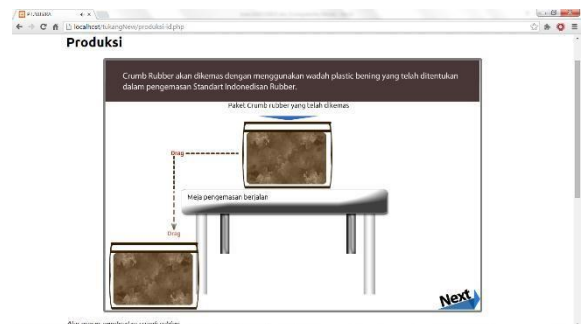 localhost/tukangNew/produksi-id.php
Produksi
Crumb Rubber akan dikemas dengan menggunakan wadah plastic bening yang telah ditentukan
dalam pengemasan Standart Indonedisan Rubber.
Paket Crumb rubber yang telah dikemas
Drag
Meja pengemasan berjalan
Drag
Next